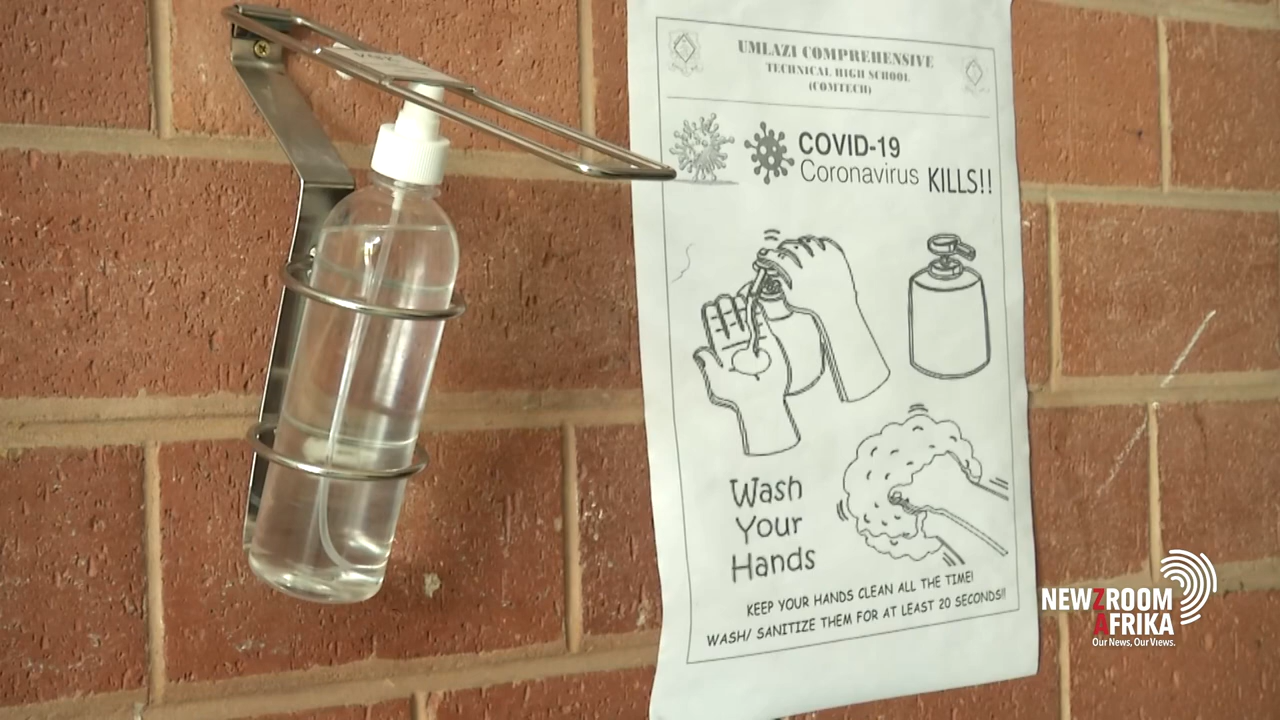 UMLAZI COMPREHENSIVE
TECHNICAL HIGH SCHOOL
(COMTECH)
COVID-19
Coronavirus KILLS!!
Wash
Your
Hands
KEEP YOUR HANDS CLEAN ALL THE TIME!
WASH/ SANITIZE THEM FOR AT LEAST 20 SECONDS!!
NEWZROOM
AFRIKA
Our News, Our Views.